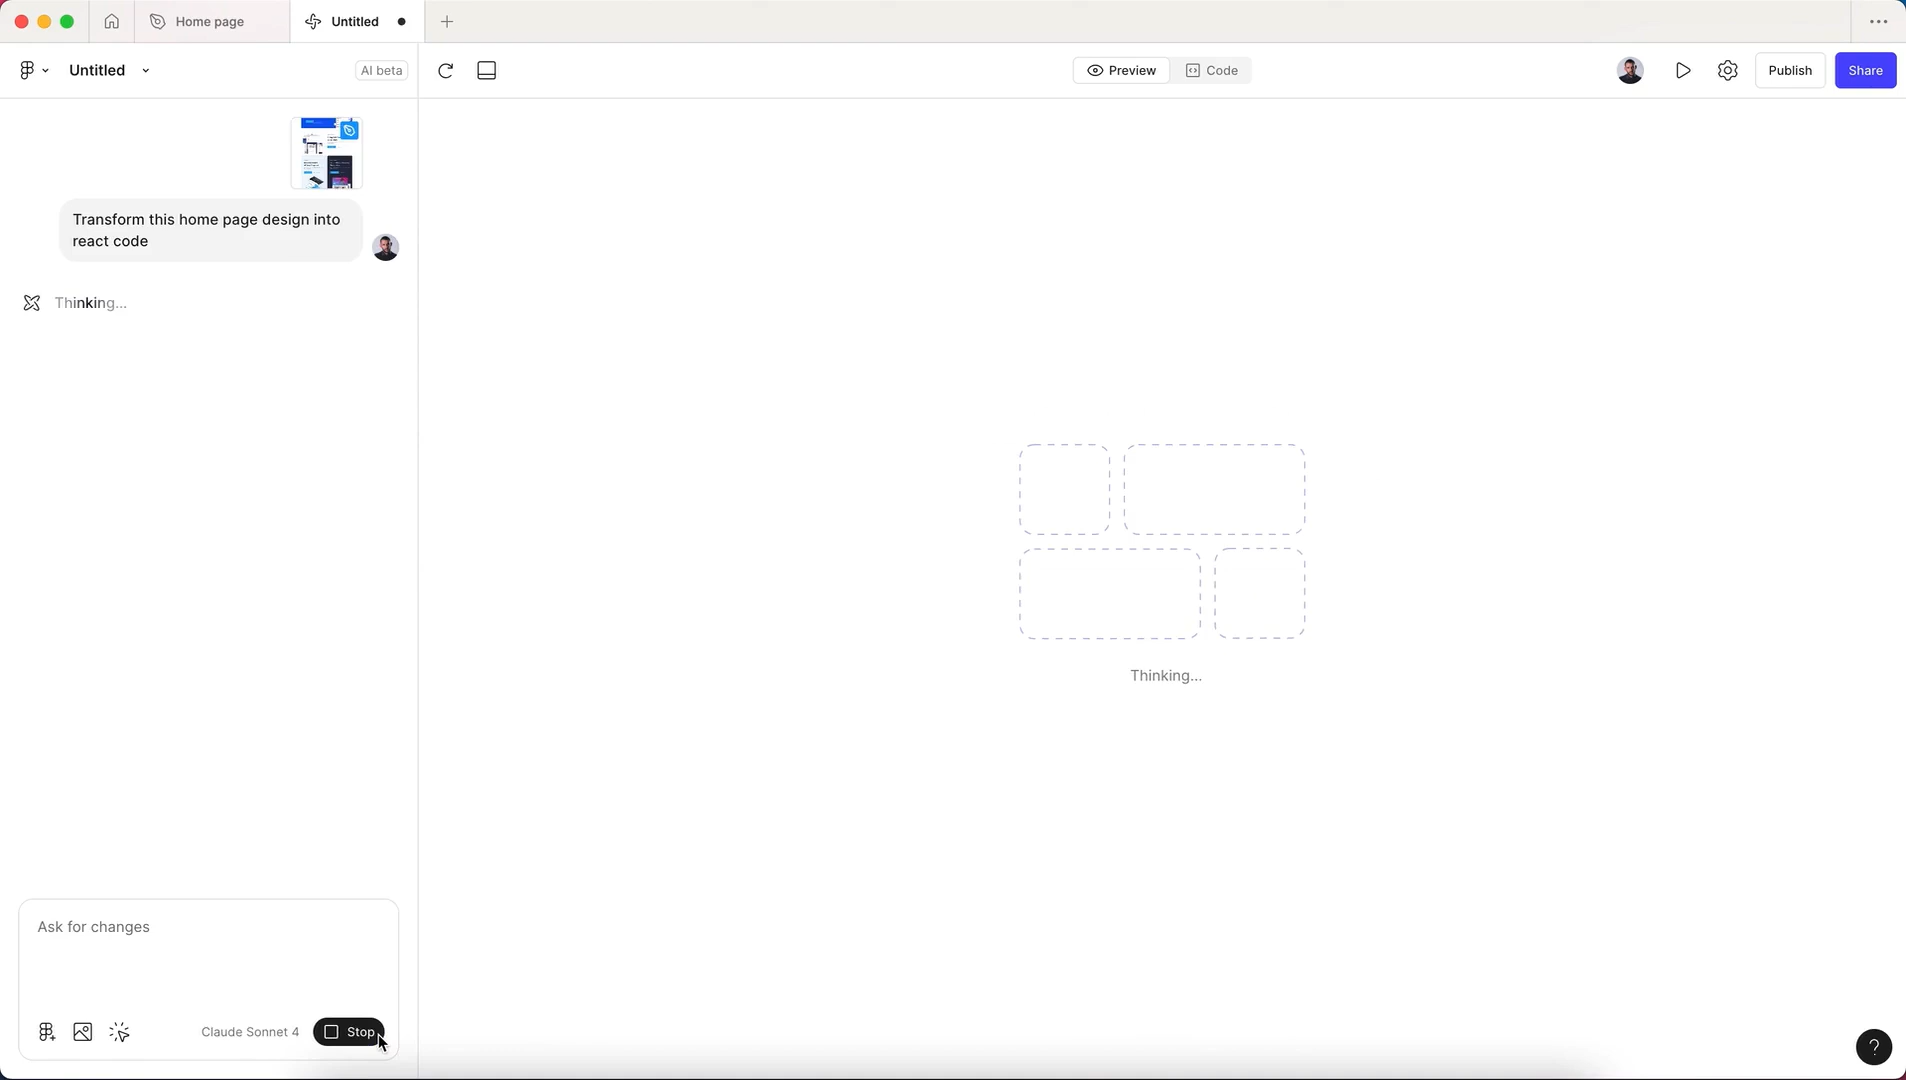 Home page
Untitled
Untitled
AI beta
Preview
Code
Publish
Share
Transform this home page design into
react code
Thinking...
Thinking...
Ask for changes
Claude Sonnet 4
Stop
?